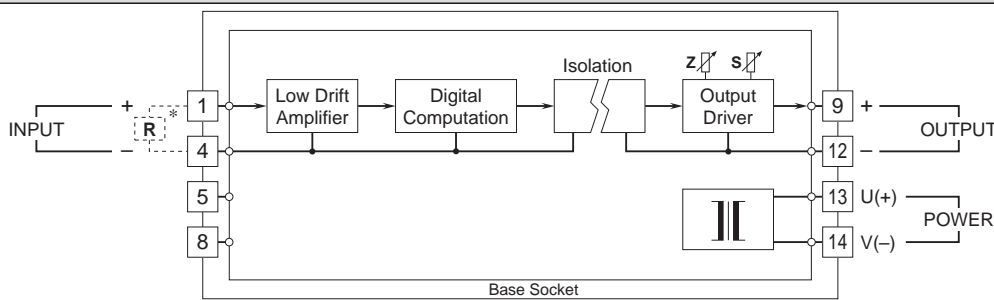 Isolation
Z S
Low Drift
Amplifier
Digital
Computation
Output
Driver
INPUT
+
–
R
*
1
4
5
8
9 +
12 –
OUTPUT
13 U(+)
14 V(–)
POWER
Base Socket